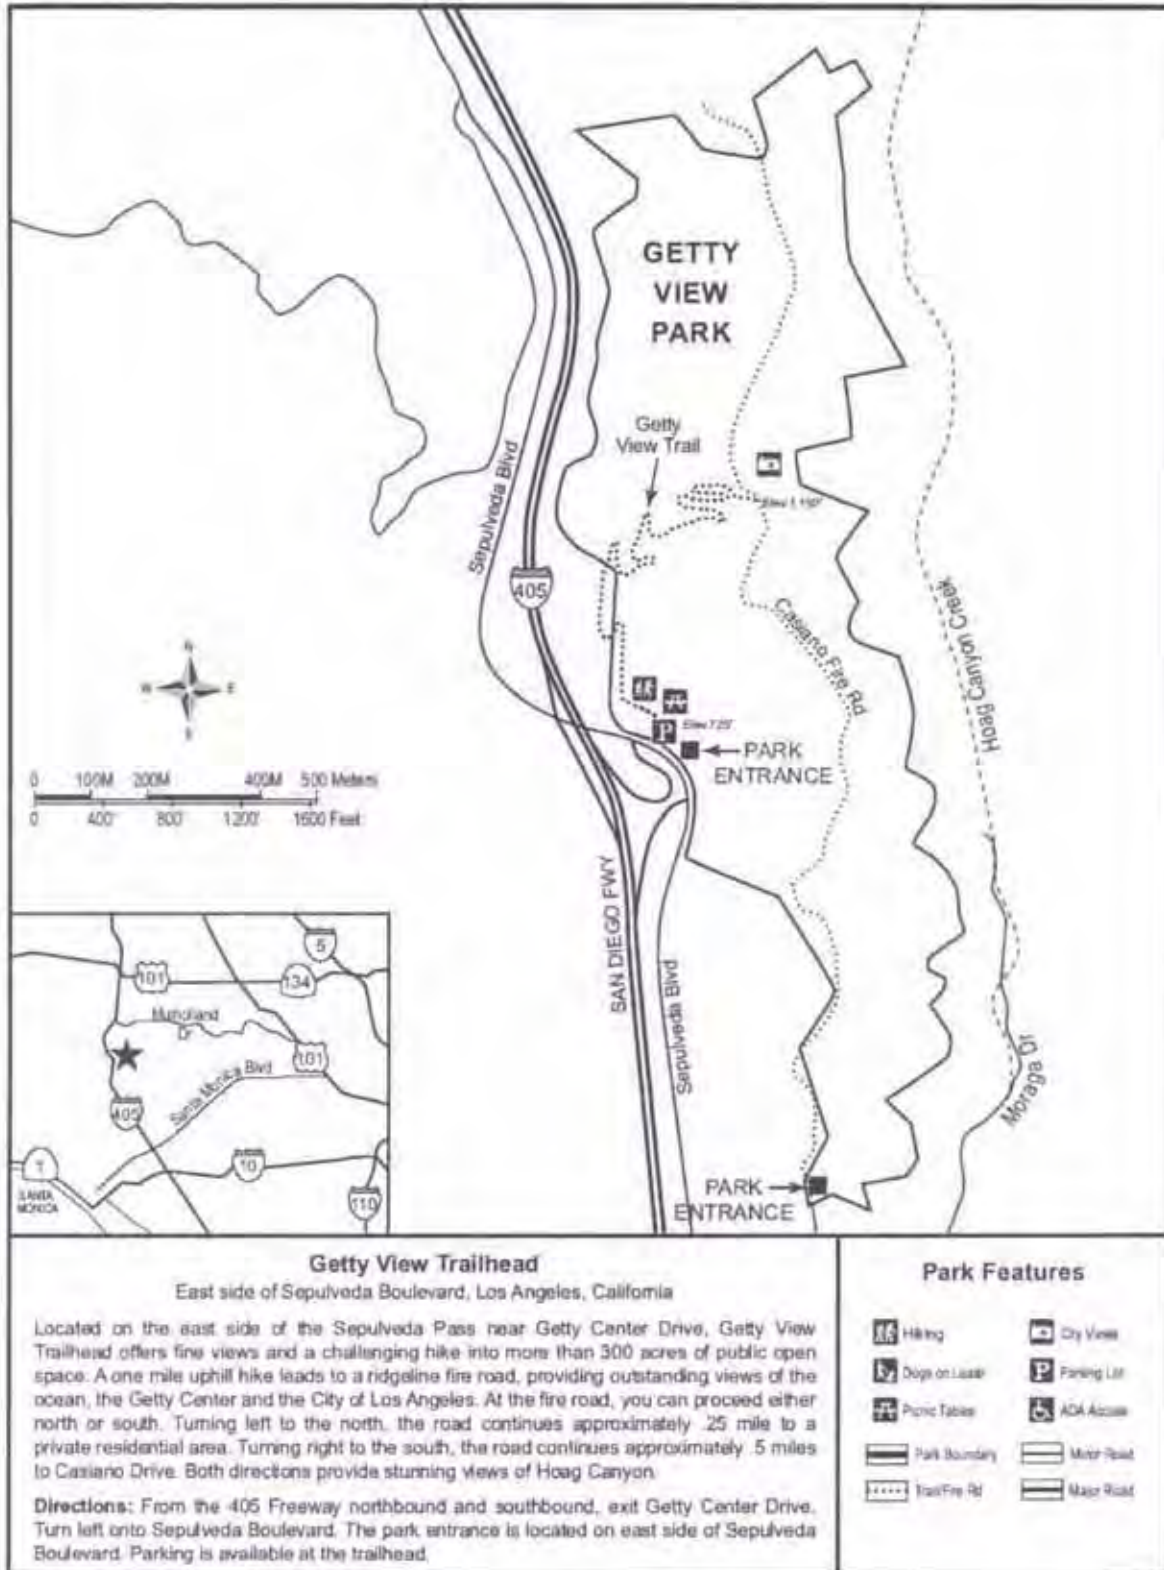 GETTY
VIEW
PARK
Getty
View Trail
Sepulveda Blvd
Elev 1,150'
405
Casiano Fire Rd
Hoag Canyon Creek
N
W E
S
Elev 725'
P
PARK
ENTRANCE
0 100M 200M 400M 500 Meters
0 400' 800' 1200' 1600 Feet
SAN DIEGO FWY
Sepulveda Blvd
Moraga Dr
PARK
ENTRANCE
5
101
134
Mulholland
Dr
101
Santa Monica Blvd
405
1
10
SANTA
MONICA
110
Getty View Trailhead
East side of Sepulveda Boulevard, Los Angeles, California
Located on the east side of the Sepulveda Pass near Getty Center Drive, Getty View
Trailhead offers fine views and a challenging hike into more than 300 acres of public open
space. A one mile uphill hike leads to a ridgeline fire road, providing outstanding views of the
ocean, the Getty Center and the City of Los Angeles. At the fire road, you can proceed either
north or south. Turning left to the north, the road continues approximately .25 mile to a
private residential area. Turning right to the south, the road continues approximately .5 miles
to Casiano Drive. Both directions provide stunning views of Hoag Canyon.
Directions: From the 405 Freeway northbound and southbound, exit Getty Center Drive.
Turn left onto Sepulveda Boulevard. The park entrance is located on east side of Sepulveda
Boulevard. Parking is available at the trailhead.
Park Features
Hiking
City Views
Dogs on Leash
P Parking Lot
Picnic Tables
ADA Access
Park Boundary
Minor Road
Trail/Fire Rd
Major Road